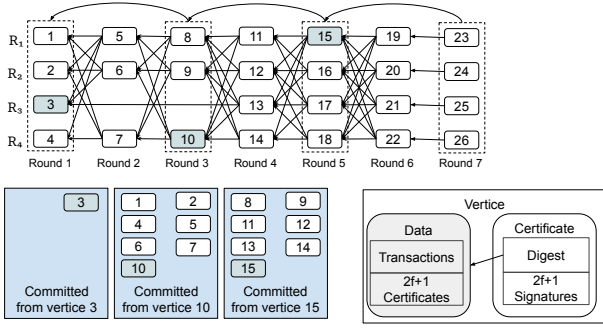 R₁ 1 5 8 11 15 19 23
R₂ 2 6 9 12 16 20 24
R₃ 3 13 17 21 25
R₄ 4 7 10 14 18 22 26
Round 1 Round 2 Round 3 Round 4 Round 5 Round 6 Round 7
3
Committed
from vertice 3
1 2
4 5
6 7
10
Committed
from vertice 10
8 9
11 12
13 14
15
Committed
from vertice 15
Vertice
Data
Transactions
2f+1
Certificates
Certificate
Digest
2f+1
Signatures